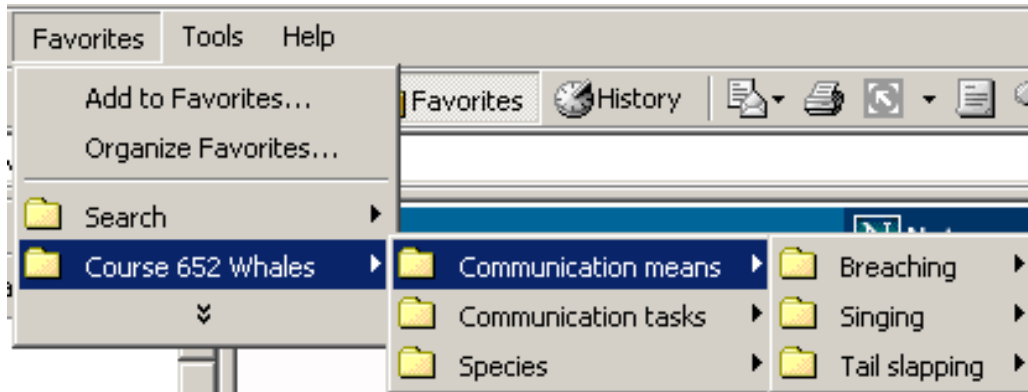 Favorites Tools Help
Add to Favorites...
Organize Favorites...
Favorites History
Search
Course 652 Whales
Communication means
Communication tasks
Species
Breaching
Singing
Tail slapping